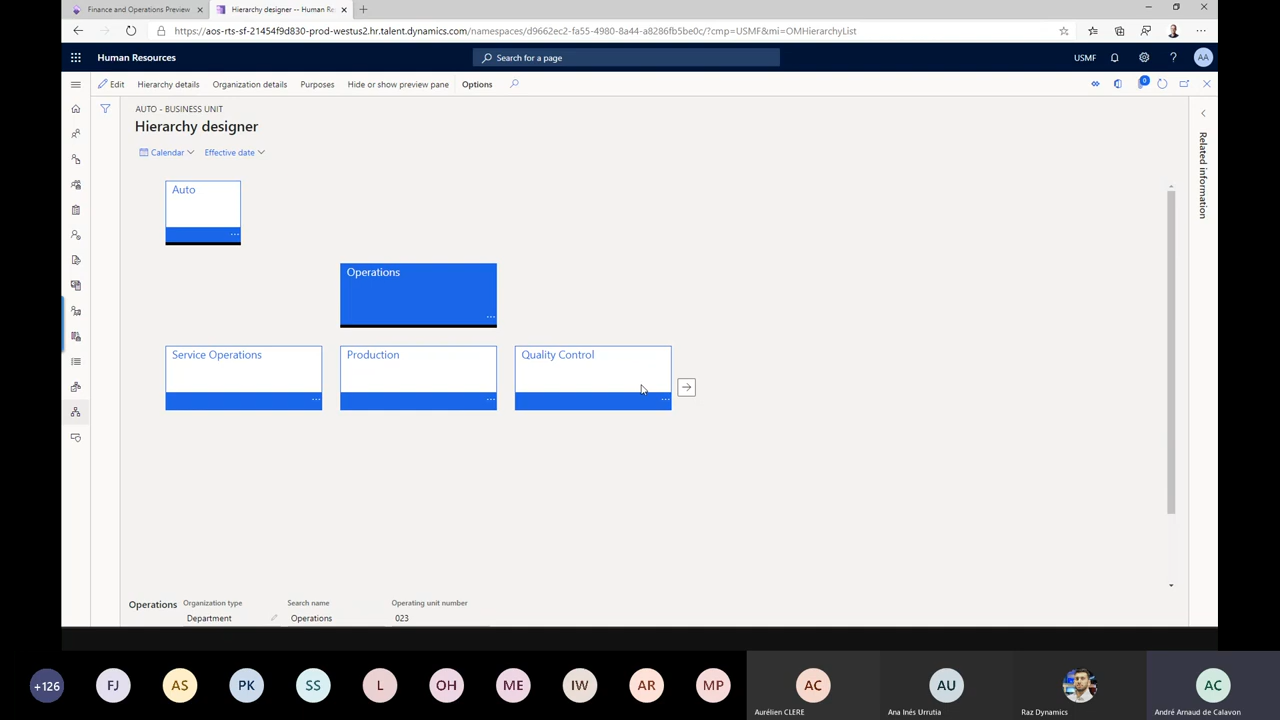 Finance and Operations Preview
Hierarchy designer -- Human Re
https://aos-rts-sf-21454f9d830-prod-westus2.hr.talent.dynamics.com/namespaces/d9662ec2-fa55-4980-8a44-a8286fb5be0c/?cmp=USMF&mi=OMHierarchyList
Human Resources
Search for a page
USMF
AA
Edit
Hierarchy details
Organization details
Purposes
Hide or show preview pane
Options
0
AUTO - BUSINESS UNIT
Hierarchy designer
Calendar
Effective date
Related information
Auto
Operations
Service Operations
Production
Quality Control
Operations
Organization type
Search name
Operating unit number
Department
Operations
023
+126
FJ
AS
PK
SS
L
OH
ME
IW
AR
MP
AC
AU
AC
Aurélien CLERE
Ana Inés Urrutia
Raz Dynamics
André Arnaud de Calavon